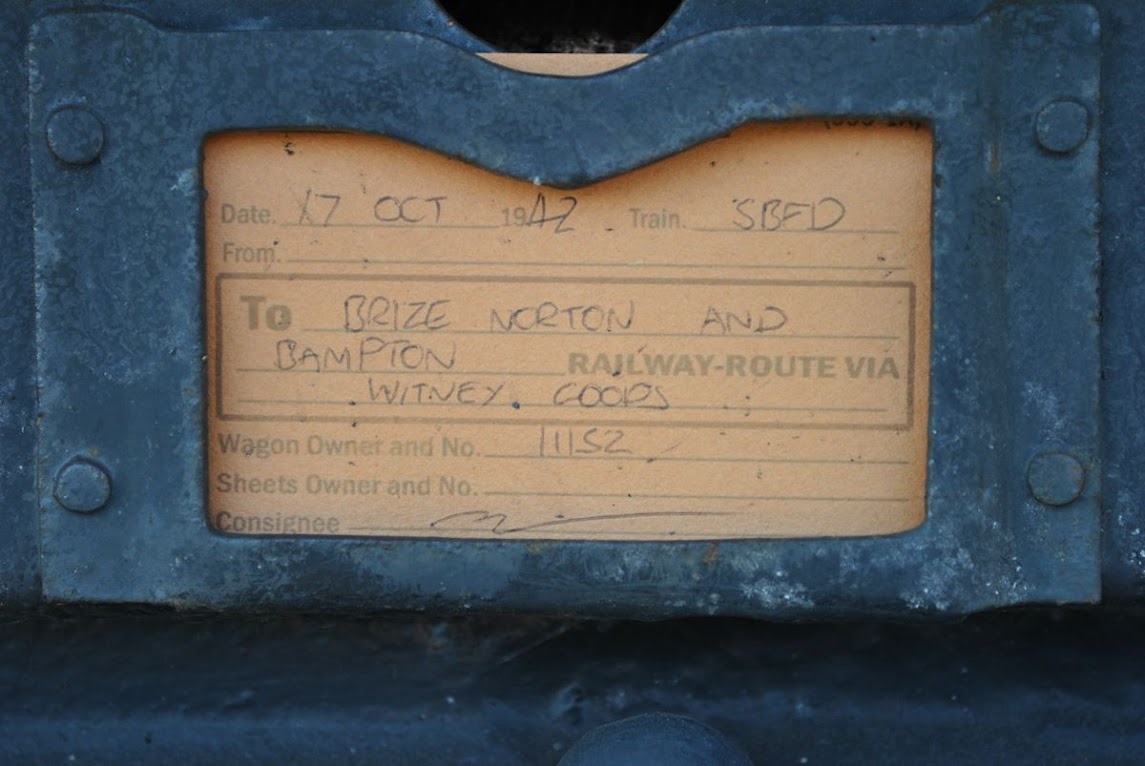 Date. 17 OCT 1942 Train. SBFD
From.
To BRIZE NORTON AND
BAMPTON RAILWAY-ROUTE VIA
WITNEY. GOODS
Wagon Owner and No. 11152
Sheets Owner and No.
Consignee